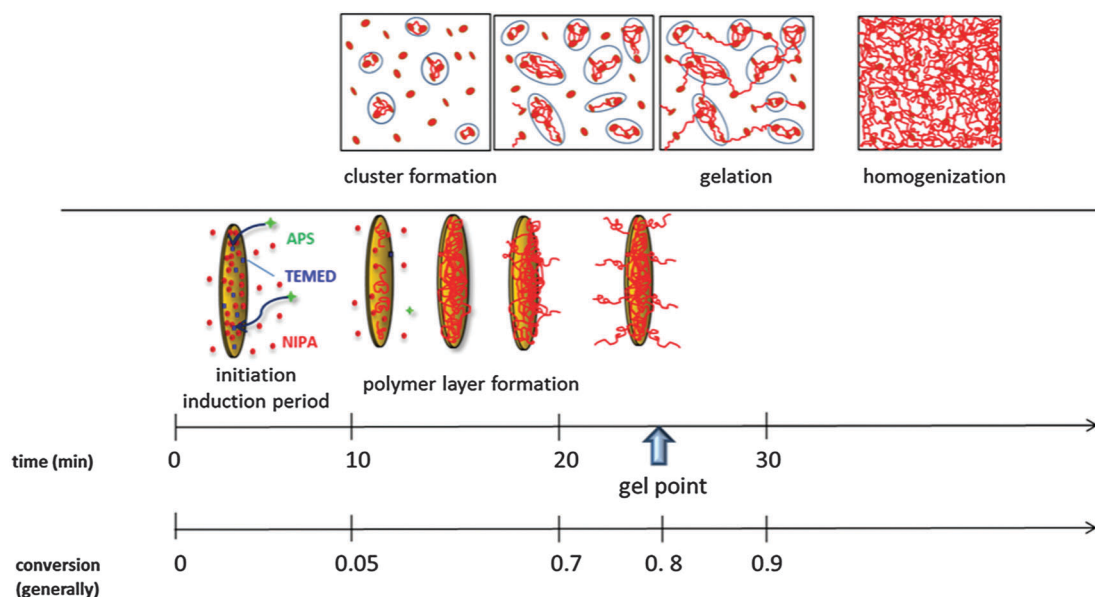 cluster formation
gelation
homogenization
APS
TEMED
NIPA
initiation
induction period
polymer layer formation
time (min)
0
10
20
30
gel point
conversion
(generally)
0
0.05
0.7
0. 8
0.9